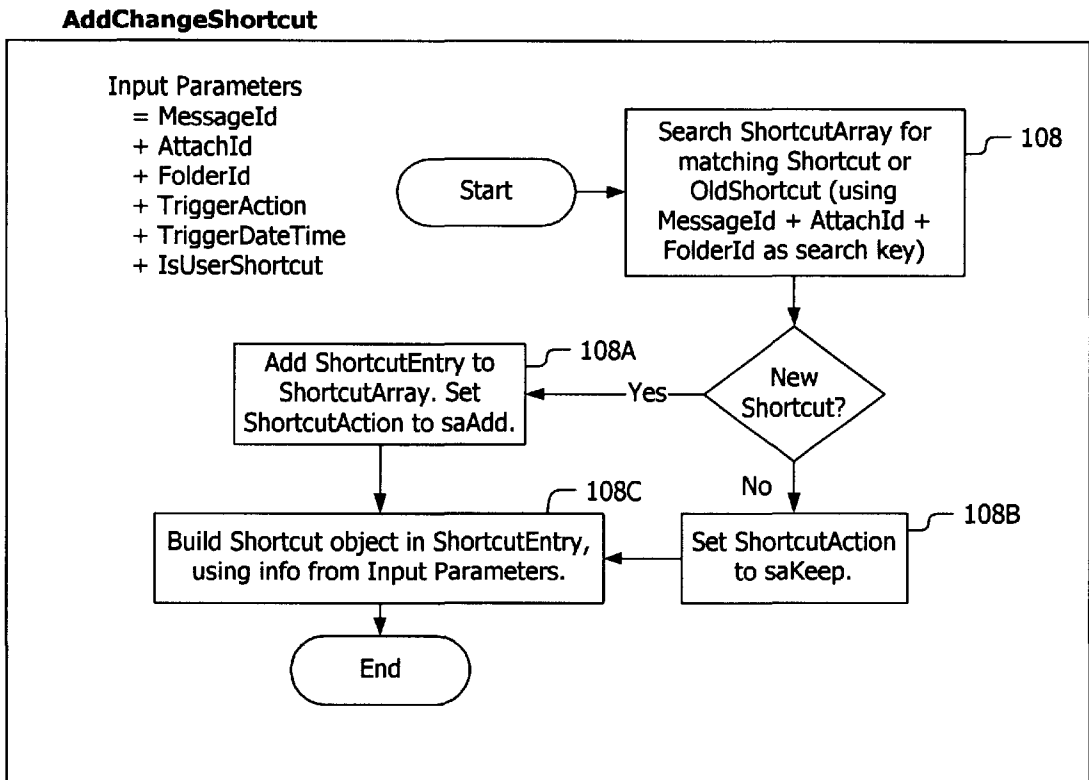 AddChangeShortcut
Input Parameters
= MessageId
+ AttachId
+ FolderId
+ TriggerAction
+ TriggerDateTime
+ IsUserShortcut
Start
Search ShortcutArray for
matching Shortcut or
OldShortcut (using
MessageId + AttachId +
FolderId as search key)
108
New
Shortcut?
Yes
Add ShortcutEntry to
ShortcutArray. Set
ShortcutAction to saAdd.
108A
No
Set ShortcutAction
to saKeep.
108B
Build Shortcut object in ShortcutEntry,
using info from Input Parameters.
108C
End